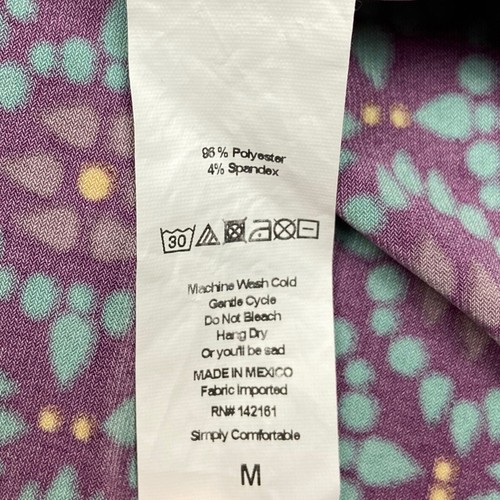 96 % Polyester
4% Spandex
30
Machine Wash Cold
Gentle Cycle
Do Not Bleach
Hang Dry
Or you'll be sad
MADE IN MEXICO
Fabric Imported
RN# 142161
Simply Comfortable
M